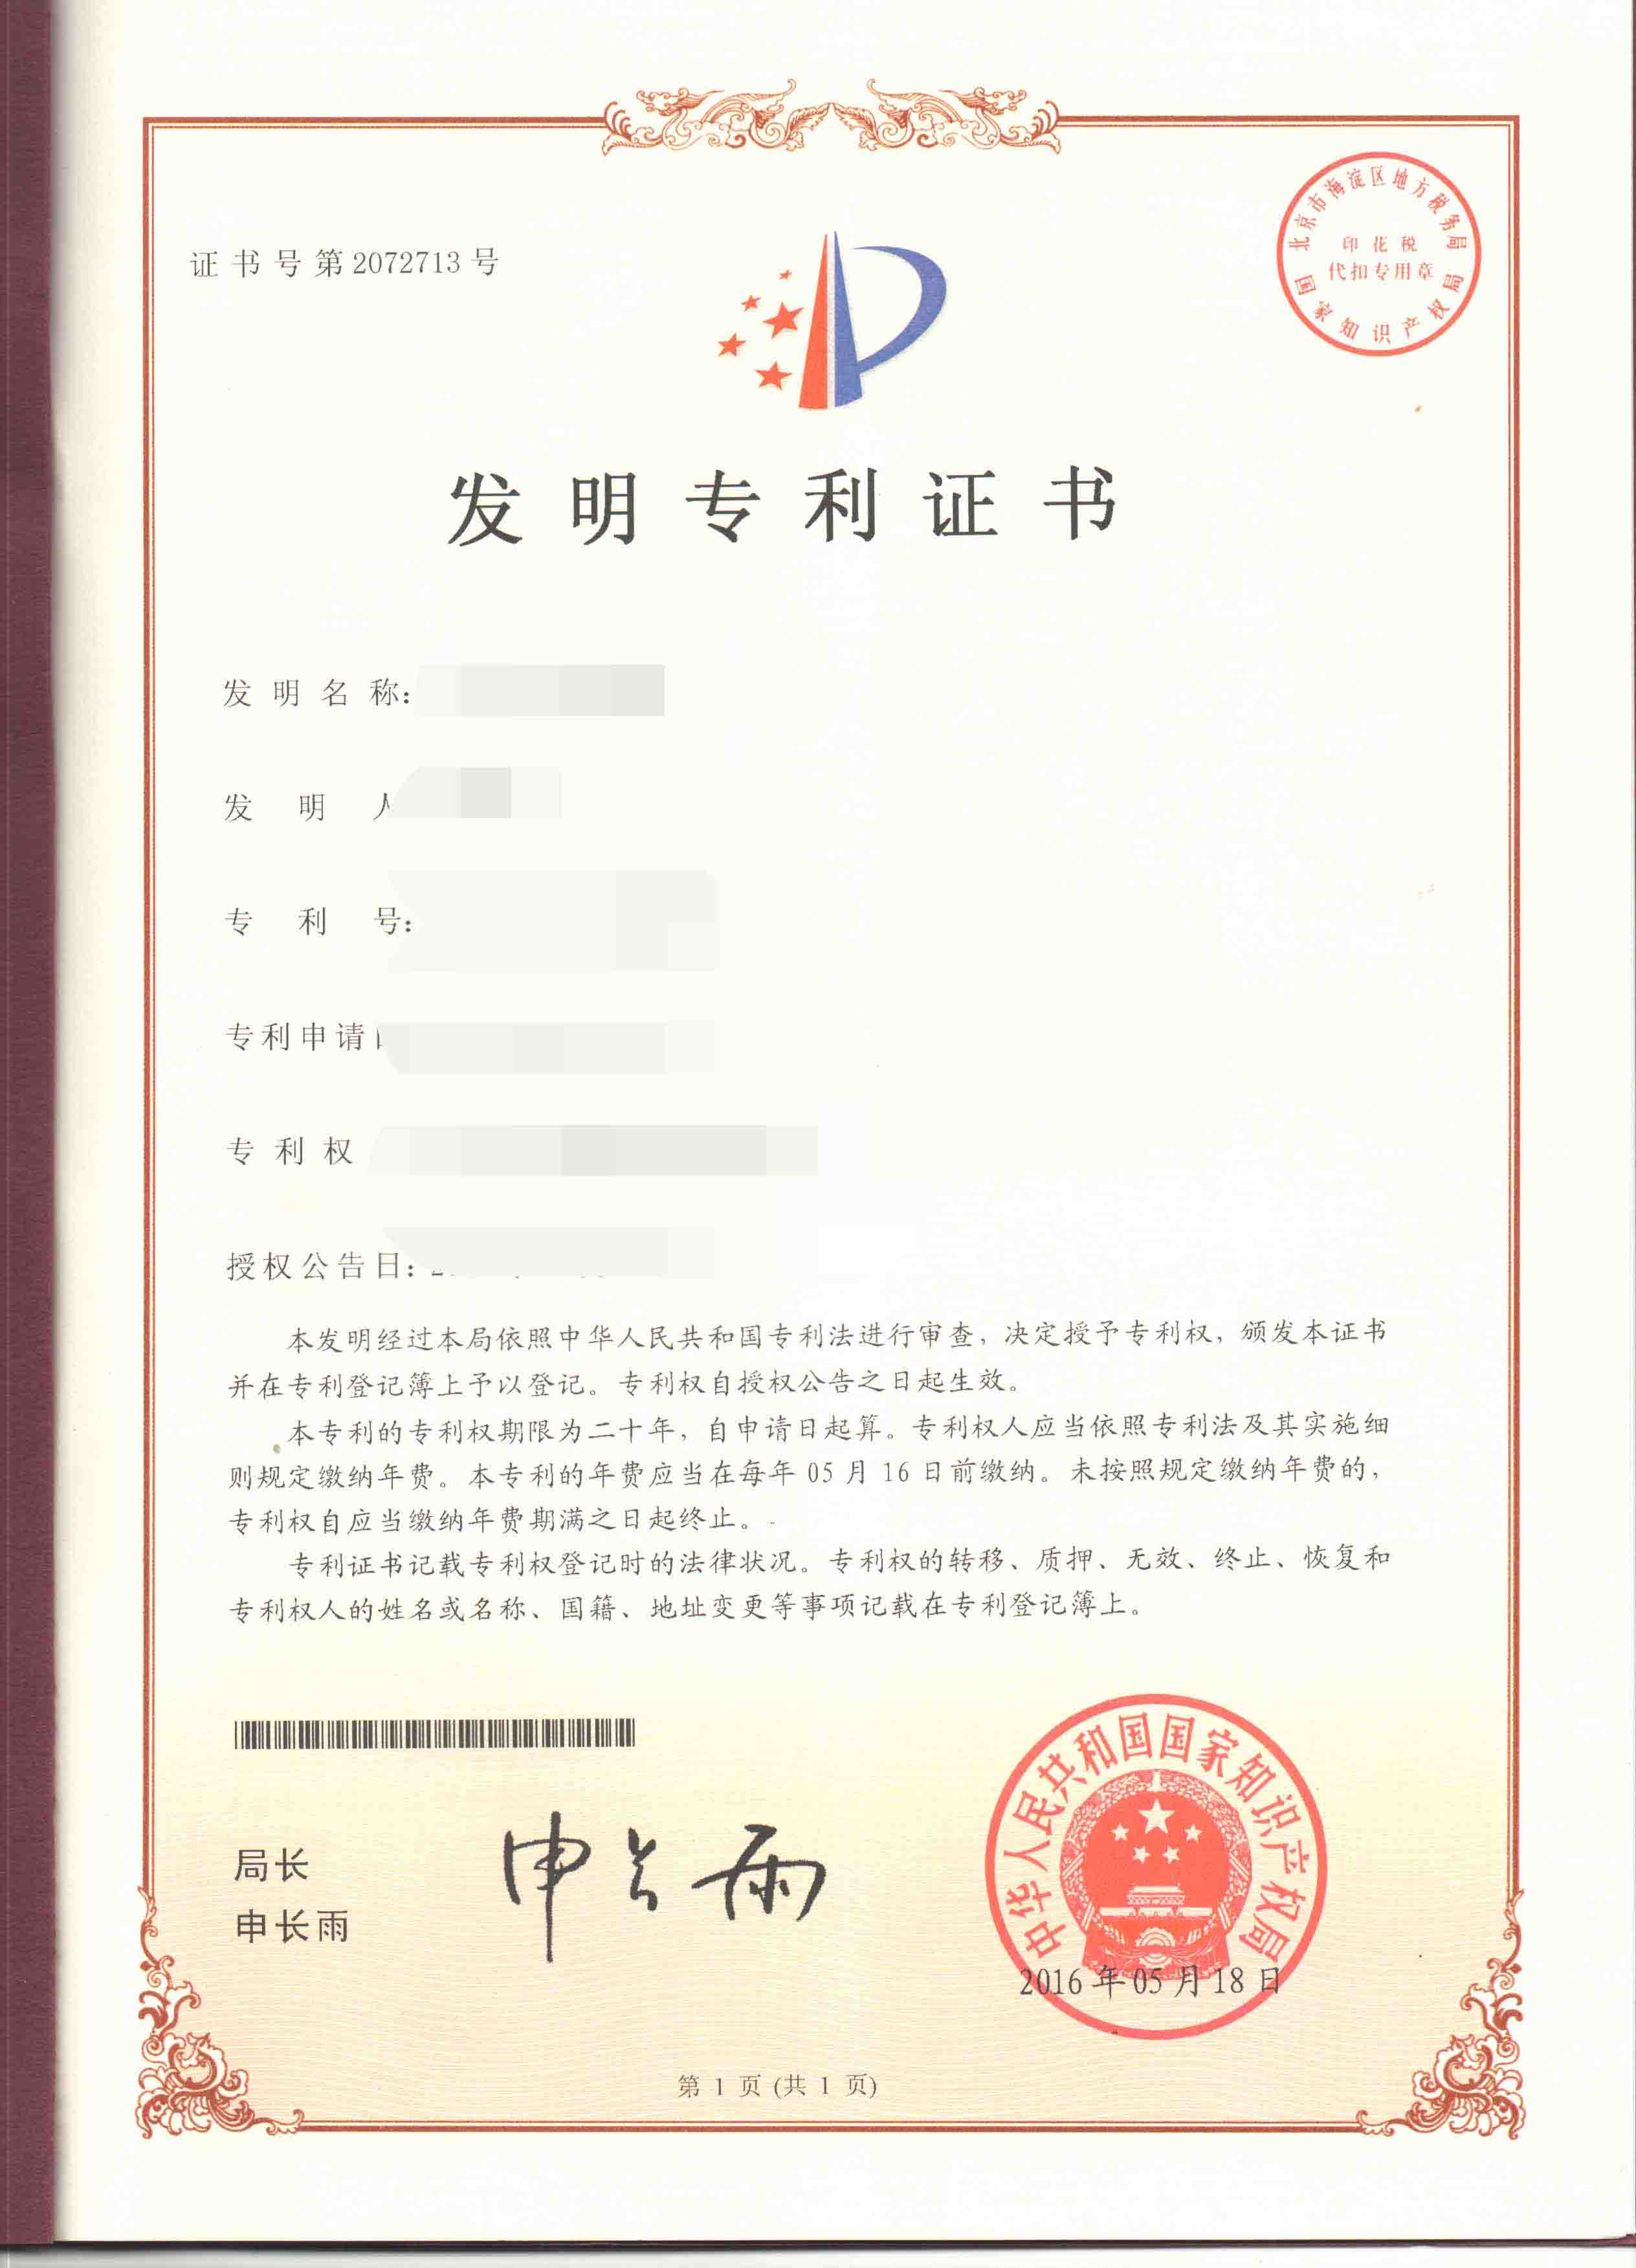 证书号第2072713号
北京市海淀区地方税务局
印花税
代扣专用章
国家知识产权局
发明专利证书
发明名称:
发明人
专利号:
专利申请
专利权
授权公告日:
本发明经过本局依照中华人民共和国专利法进行审查，决定授予专利权，颁发本证书
并在专利登记簿上予以登记。专利权自授权公告之日起生效。
本专利的专利权期限为二十年，自申请日起算。专利权人应当依照专利法及其实施细
则规定缴纳年费。本专利的年费应当在每年 05 月 16 日前缴纳。未按照规定缴纳年费的，
专利权自应当缴纳年费期满之日起终止。
专利证书记载专利权登记时的法律状况。专利权的转移、质押、无效、终止、恢复和
专利权人的姓名或名称、国籍、地址变更等事项记载在专利登记簿上。
局长
申长雨
申长雨
中华人民共和国国家知识产权局
2016 年 05 月 18 日
第 1 页 (共 1 页)